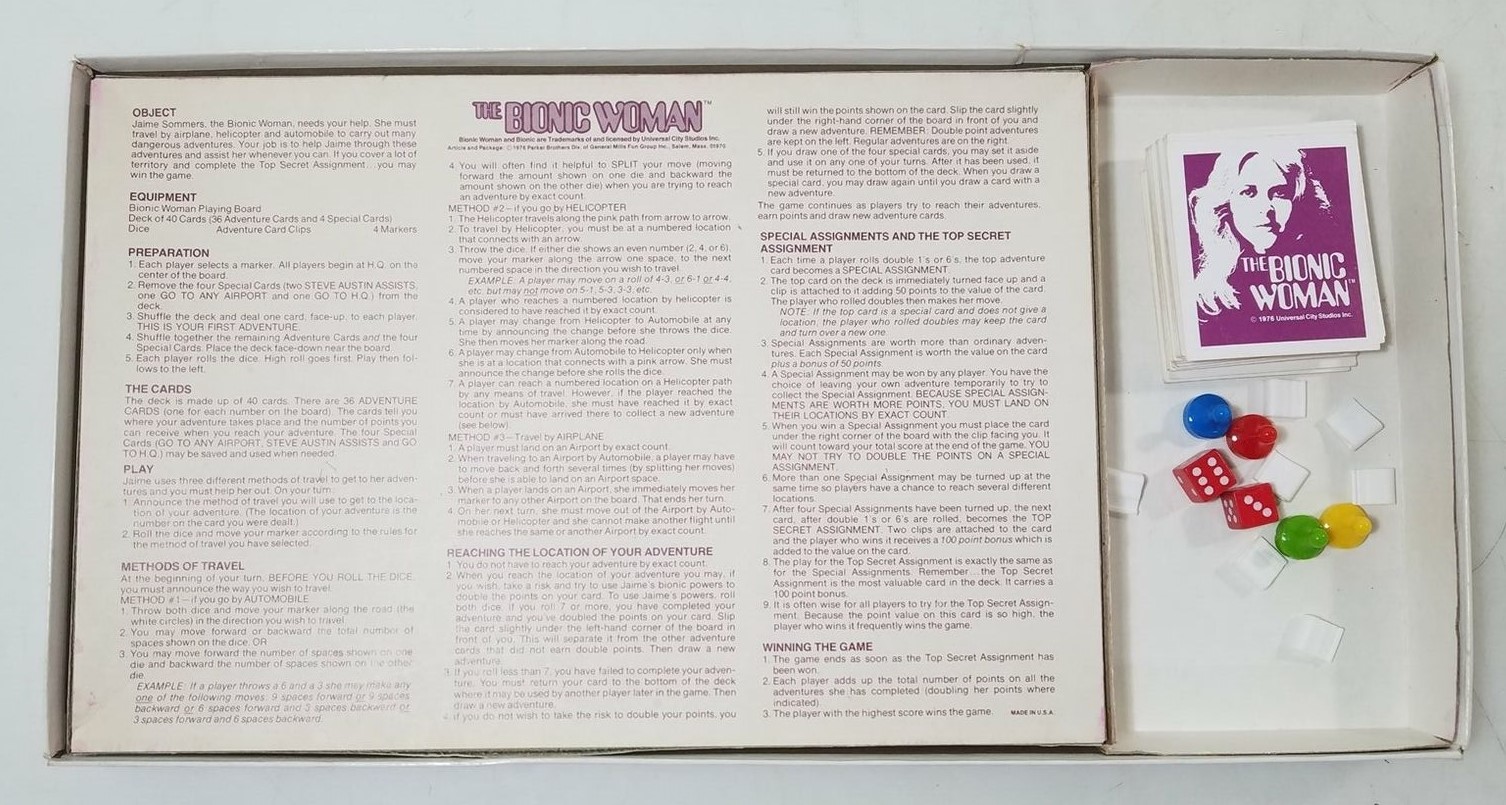 OBJECT
Jaime Sommers, the Bionic Woman, needs your help. She must
travel by airplane, helicopter and automobile to carry out many
dangerous adventures. Your job is to help Jaime through these
adventures and assist her whenever you can. If you cover a lot of
territory and complete the Top Secret Assignment...you may
win the game.
EQUIPMENT
Bionic Woman Playing Board
Deck of 40 Cards (36 Adventure Cards and 4 Special Cards)
Dice Adventure Card Clips 4 Markers
PREPARATION
1. Each player selects a marker. All players begin at H.Q. on the
center of the board.
2. Remove the four Special Cards (two STEVE AUSTIN ASSISTS,
one GO TO ANY AIRPORT and one GO TO H.Q.) from the
deck.
3. Shuffle the deck and deal one card, face-up, to each player.
THIS IS YOUR FIRST ADVENTURE.
4. Shuffle together the remaining Adventure Cards and the four
Special Cards. Place the deck face-down near the board.
5. Each player rolls the dice. High roll goes first. Play then fol-
lows to the left.
THE CARDS
The deck is made up of 40 cards. There are 36 ADVENTURE
CARDS (one for each number on the board). The cards tell you
where your adventure takes place and the number of points you
can receive when you reach your adventure. The four Special
Cards (GO TO ANY AIRPORT, STEVE AUSTIN ASSISTS and GO
TO H.Q.) may be saved and used when needed.
PLAY
Jaime uses three different methods of travel to get to her adven-
tures and you must help her out. On your turn:
1. Announce the method of travel you will use to get to the loca-
tion of your adventure. (The location of your adventure is the
number on the card you were dealt.)
2. Roll the dice and move your marker according to the rules for
the method of travel you have selected.
METHODS OF TRAVEL
At the beginning of your turn, BEFORE YOU ROLL THE DICE,
you must announce the way you wish to travel.
METHOD #1—if you go by AUTOMOBILE
1. Throw both dice and move your marker along the road (the
white circles) in the direction you wish to travel.
2. You may move forward or backward the total number of
spaces shown on the dice, OR
3. You may move forward the number of spaces shown on one
die and backward the number of spaces shown on the other
die.
EXAMPLE: If a player throws a 6 and a 3 she may make any
one of the following moves: 9 spaces forward or 9 spaces
backward or 6 spaces forward and 3 spaces backward or
3 spaces forward and 6 spaces backward.
THE BIONIC WOMAN™
Bionic Woman and Bionic are Trademarks of and licensed by Universal City Studios Inc.
Article and Package: © 1976 Parker Brothers Div. of General Mills Fun Group Inc., Salem, Mass. 01970
4. You will often find it helpful to SPLIT your move (moving
forward the amount shown on one die and backward the
amount shown on the other die) when you are trying to reach
an adventure by exact count.
METHOD #2—if you go by HELICOPTER
1. The Helicopter travels along the pink path from arrow to arrow.
2. To travel by Helicopter, you must be at a numbered location
that connects with an arrow.
3. Throw the dice. If either die shows an even number (2, 4, or 6),
move your marker along the arrow one space, to the next
numbered space in the direction you wish to travel.
EXAMPLE: A player may move on a roll of 4-3, or 6-1 or 4-4,
etc. but may not move on 5-1, 5-3, 3-3, etc.
4. A player who reaches a numbered location by helicopter is
considered to have reached it by exact count.
5. A player may change from Helicopter to Automobile at any
time by announcing the change before she throws the dice.
She then moves her marker along the road.
6. A player may change from Automobile to Helicopter only when
she is at a location that connects with a pink arrow. She must
announce the change before she rolls the dice.
7. A player can reach a numbered location on a Helicopter path
by any means of travel. However, if the player reached the
location by Automobile, she must have reached it by exact
count or must have arrived there to collect a new adventure
(see below).
METHOD #3—Travel by AIRPLANE
1. A player must land on an Airport by exact count.
2. When traveling to an Airport by Automobile, a player may have
to move back and forth several times (by splitting her moves)
before she is able to land on an Airport space.
3. When a player lands on an Airport, she immediately moves her
marker to any other Airport on the board. That ends her turn.
4. On her next turn, she must move out of the Airport by Auto-
mobile or Helicopter and she cannot make another flight until
she reaches the same or another Airport by exact count.
REACHING THE LOCATION OF YOUR ADVENTURE
1. You do not have to reach your adventure by exact count.
2. When you reach the location of your adventure you may, if
you wish, take a risk and try to use Jaime's bionic powers to
double the points on your card. To use Jaime's powers, roll
both dice. If you roll 7 or more, you have completed your
adventure and you've doubled the points on your card. Slip
the card slightly under the left-hand corner of the board in
front of you. This will separate it from the other adventure
cards that did not earn double points. Then draw a new
adventure.
3. If you roll less than 7, you have failed to complete your adven-
ture. You must return your card to the bottom of the deck
where it may be used by another player later in the game. Then
draw a new adventure.
4. If you do not wish to take the risk to double your points, you
will still win the points shown on the card. Slip the card slightly
under the right-hand corner of the board in front of you and
draw a new adventure. REMEMBER: Double point adventures
are kept on the left. Regular adventures are on the right.
5. If you draw one of the four special cards, you may set it aside
and use it on any one of your turns. After it has been used, it
must be returned to the bottom of the deck. When you draw a
special card, you may draw again until you draw a card with a
new adventure.
The game continues as players try to reach their adventures,
earn points and draw new adventure cards.
SPECIAL ASSIGNMENTS AND THE TOP SECRET
ASSIGNMENT
1. Each time a player rolls double 1's or 6's, the top adventure
card becomes a SPECIAL ASSIGNMENT.
2. The top card on the deck is immediately turned face up and a
clip is attached to it adding 50 points to the value of the card.
The player who rolled doubles then makes her move.
NOTE: If the top card is a special card and does not give a
location, the player who rolled doubles may keep the card
and turn over a new one.
3. Special Assignments are worth more than ordinary adven-
tures. Each Special Assignment is worth the value on the card
plus a bonus of 50 points.
4. A Special Assignment may be won by any player. You have the
choice of leaving your own adventure temporarily to try to
collect the Special Assignment. BECAUSE SPECIAL ASSIGN-
MENTS ARE WORTH MORE POINTS, YOU MUST LAND ON
THEIR LOCATIONS BY EXACT COUNT.
5. When you win a Special Assignment you must place the card
under the right corner of the board with the clip facing you. It
will count toward your total score at the end of the game. YOU
MAY NOT TRY TO DOUBLE THE POINTS ON A SPECIAL
ASSIGNMENT.
6. More than one Special Assignment may be turned up at the
same time so players have a chance to reach several different
locations.
7. After four Special Assignments have been turned up, the next
card, after double 1's or 6's are rolled, becomes the TOP
SECRET ASSIGNMENT. Two clips are attached to the card
and the player who wins it receives a 100 point bonus which is
added to the value on the card.
8. The play for the Top Secret Assignment is exactly the same as
for the Special Assignments. Remember...the Top Secret
Assignment is the most valuable card in the deck. It carries a
100 point bonus.
9. It is often wise for all players to try for the Top Secret Assign-
ment. Because the point value on this card is so high, the
player who wins it frequently wins the game.
WINNING THE GAME
1. The game ends as soon as the Top Secret Assignment has
been won.
2. Each player adds up the total number of points on all the
adventures she has completed (doubling her points where
indicated).
3. The player with the highest score wins the game.
MADE IN U.S.A.
THE BIONIC
WOMAN™
© 1976 Universal City Studios Inc.